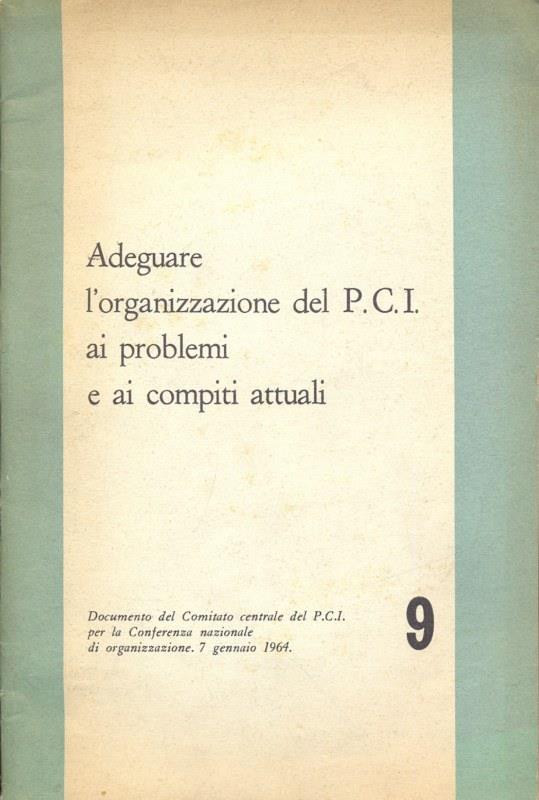 Adeguare
l'organizzazione del P.C.I.
ai problemi
e ai compiti attuali
Documento del Comitato centrale del P.C.I.
per la Conferenza nazionale
di organizzazione. 7 gennaio 1964.
9